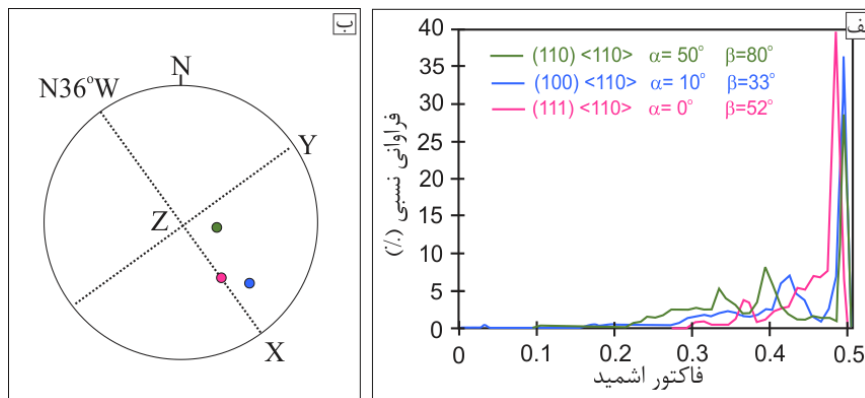 ب
N
N36°W
Y
Z
X
الف
(110) <110> α= 50° β=80°
(100) <110> α= 10° β=33°
(111) <110> α= 0° β=52°
فراوانی نسبی (٪)
40
35
30
25
20
15
10
5
0
0 0.1 0.2 0.3 0.4 0.5
فاکتور اشمید